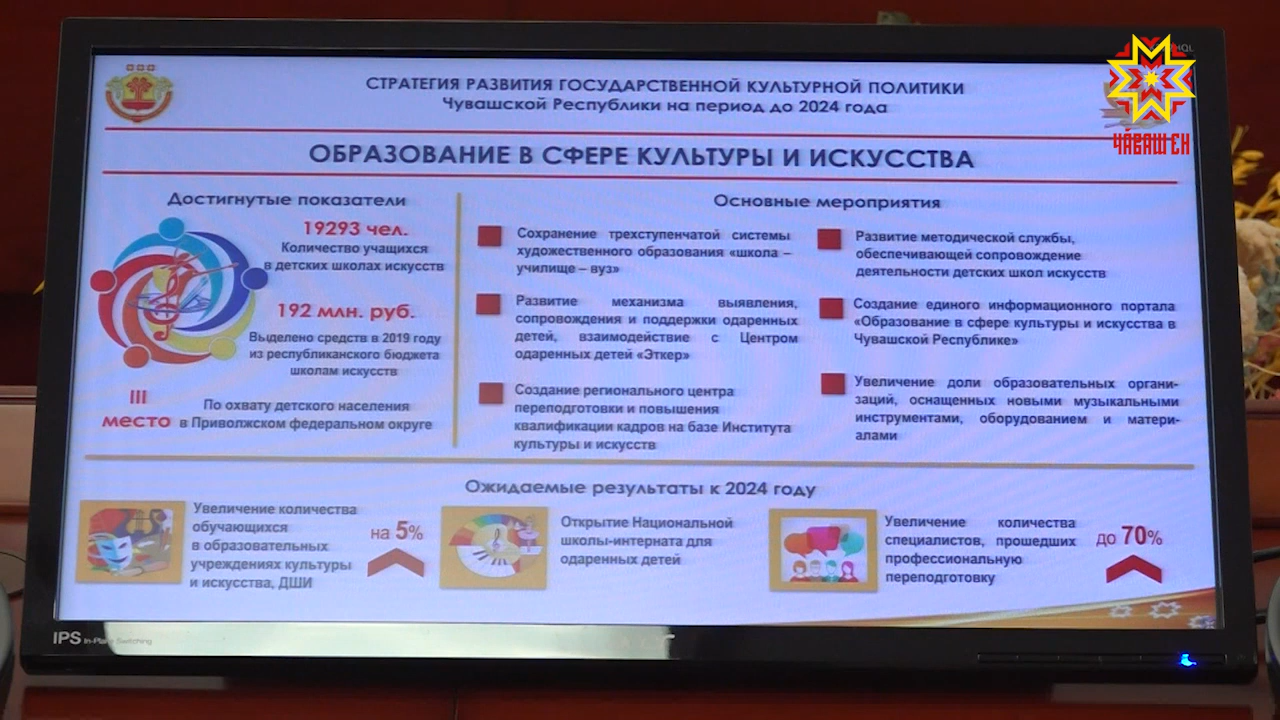 СТРАТЕГИЯ РАЗВИТИЯ ГОСУДАРСТВЕННОЙ КУЛЬТУРНОЙ ПОЛИТИКИ
Чувашской Республики на период до 2024 года
ЧӐВАШ ЕН
ОБРАЗОВАНИЕ В СФЕРЕ КУЛЬТУРЫ И ИСКУССТВА
Достигнутые показатели
19293 чел.
Количество учащихся
в детских школах искусств
192 млн. руб.
Выделено средств в 2019 году
из республиканского бюджета
школам искусств
III
место
По охвату детского населения
в Приволжском федеральном округе
Основные мероприятия
Сохранение трехступенчатой системы
художественного образования «школа –
училище – вуз»
Развитие механизма выявления,
сопровождения и поддержки одаренных
детей, взаимодействие с Центром
одаренных детей «Эткер»
Создание регионального центра
переподготовки и повышения
квалификации кадров на базе Института
культуры и искусств
Развитие методической службы,
обеспечивающей сопровождение
деятельности детских школ искусств
Создание единого информационного портала
«Образование в сфере культуры и искусства в
Чувашской Республике»
Увеличение доли образовательных органи-
заций, оснащенных новыми музыкальными
инструментами, оборудованием и матери-
алами
Ожидаемые результаты к 2024 году
Увеличение количества
обучающихся
в образовательных
учреждениях культуры
и искусства, ДШИ
на 5%
Открытие Национальной
школы-интерната для
одаренных детей
Увеличение количества
специалистов, прошедших
профессиональную
переподготовку
до 70%
IPS In-Plane Switching